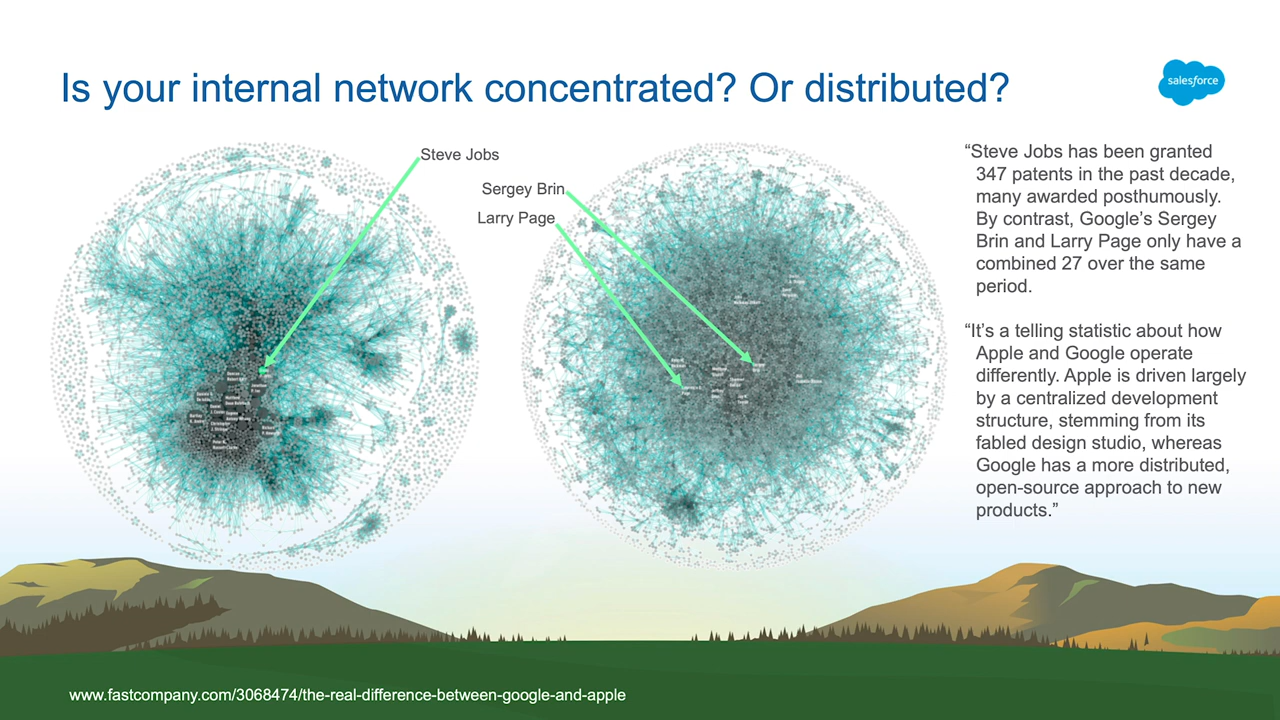 Is your internal network concentrated? Or distributed?
salesforce
Steve Jobs
Sergey Brin
Larry Page
“Steve Jobs has been granted
347 patents in the past decade,
many awarded posthumously.
By contrast, Google’s Sergey
Brin and Larry Page only have a
combined 27 over the same
period.
“It’s a telling statistic about how
Apple and Google operate
differently. Apple is driven largely
by a centralized development
structure, stemming from its
fabled design studio, whereas
Google has a more distributed,
open-source approach to new
products.”
www.fastcompany.com/3068474/the-real-difference-between-google-and-apple